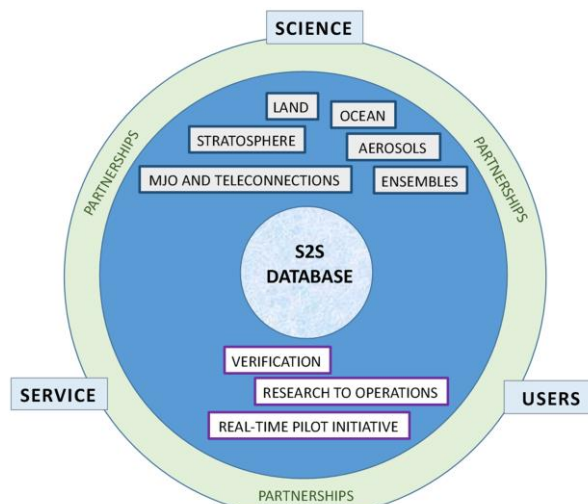 SCIENCE
LAND
OCEAN
STRATOSPHERE
AEROSOLS
MJO AND TELECONNECTIONS
ENSEMBLES
PARTNERSHIPS
PARTNERSHIPS
S2S
DATABASE
VERIFICATION
RESEARCH TO OPERATIONS
REAL-TIME PILOT INITIATIVE
SERVICE
USERS
PARTNERSHIPS